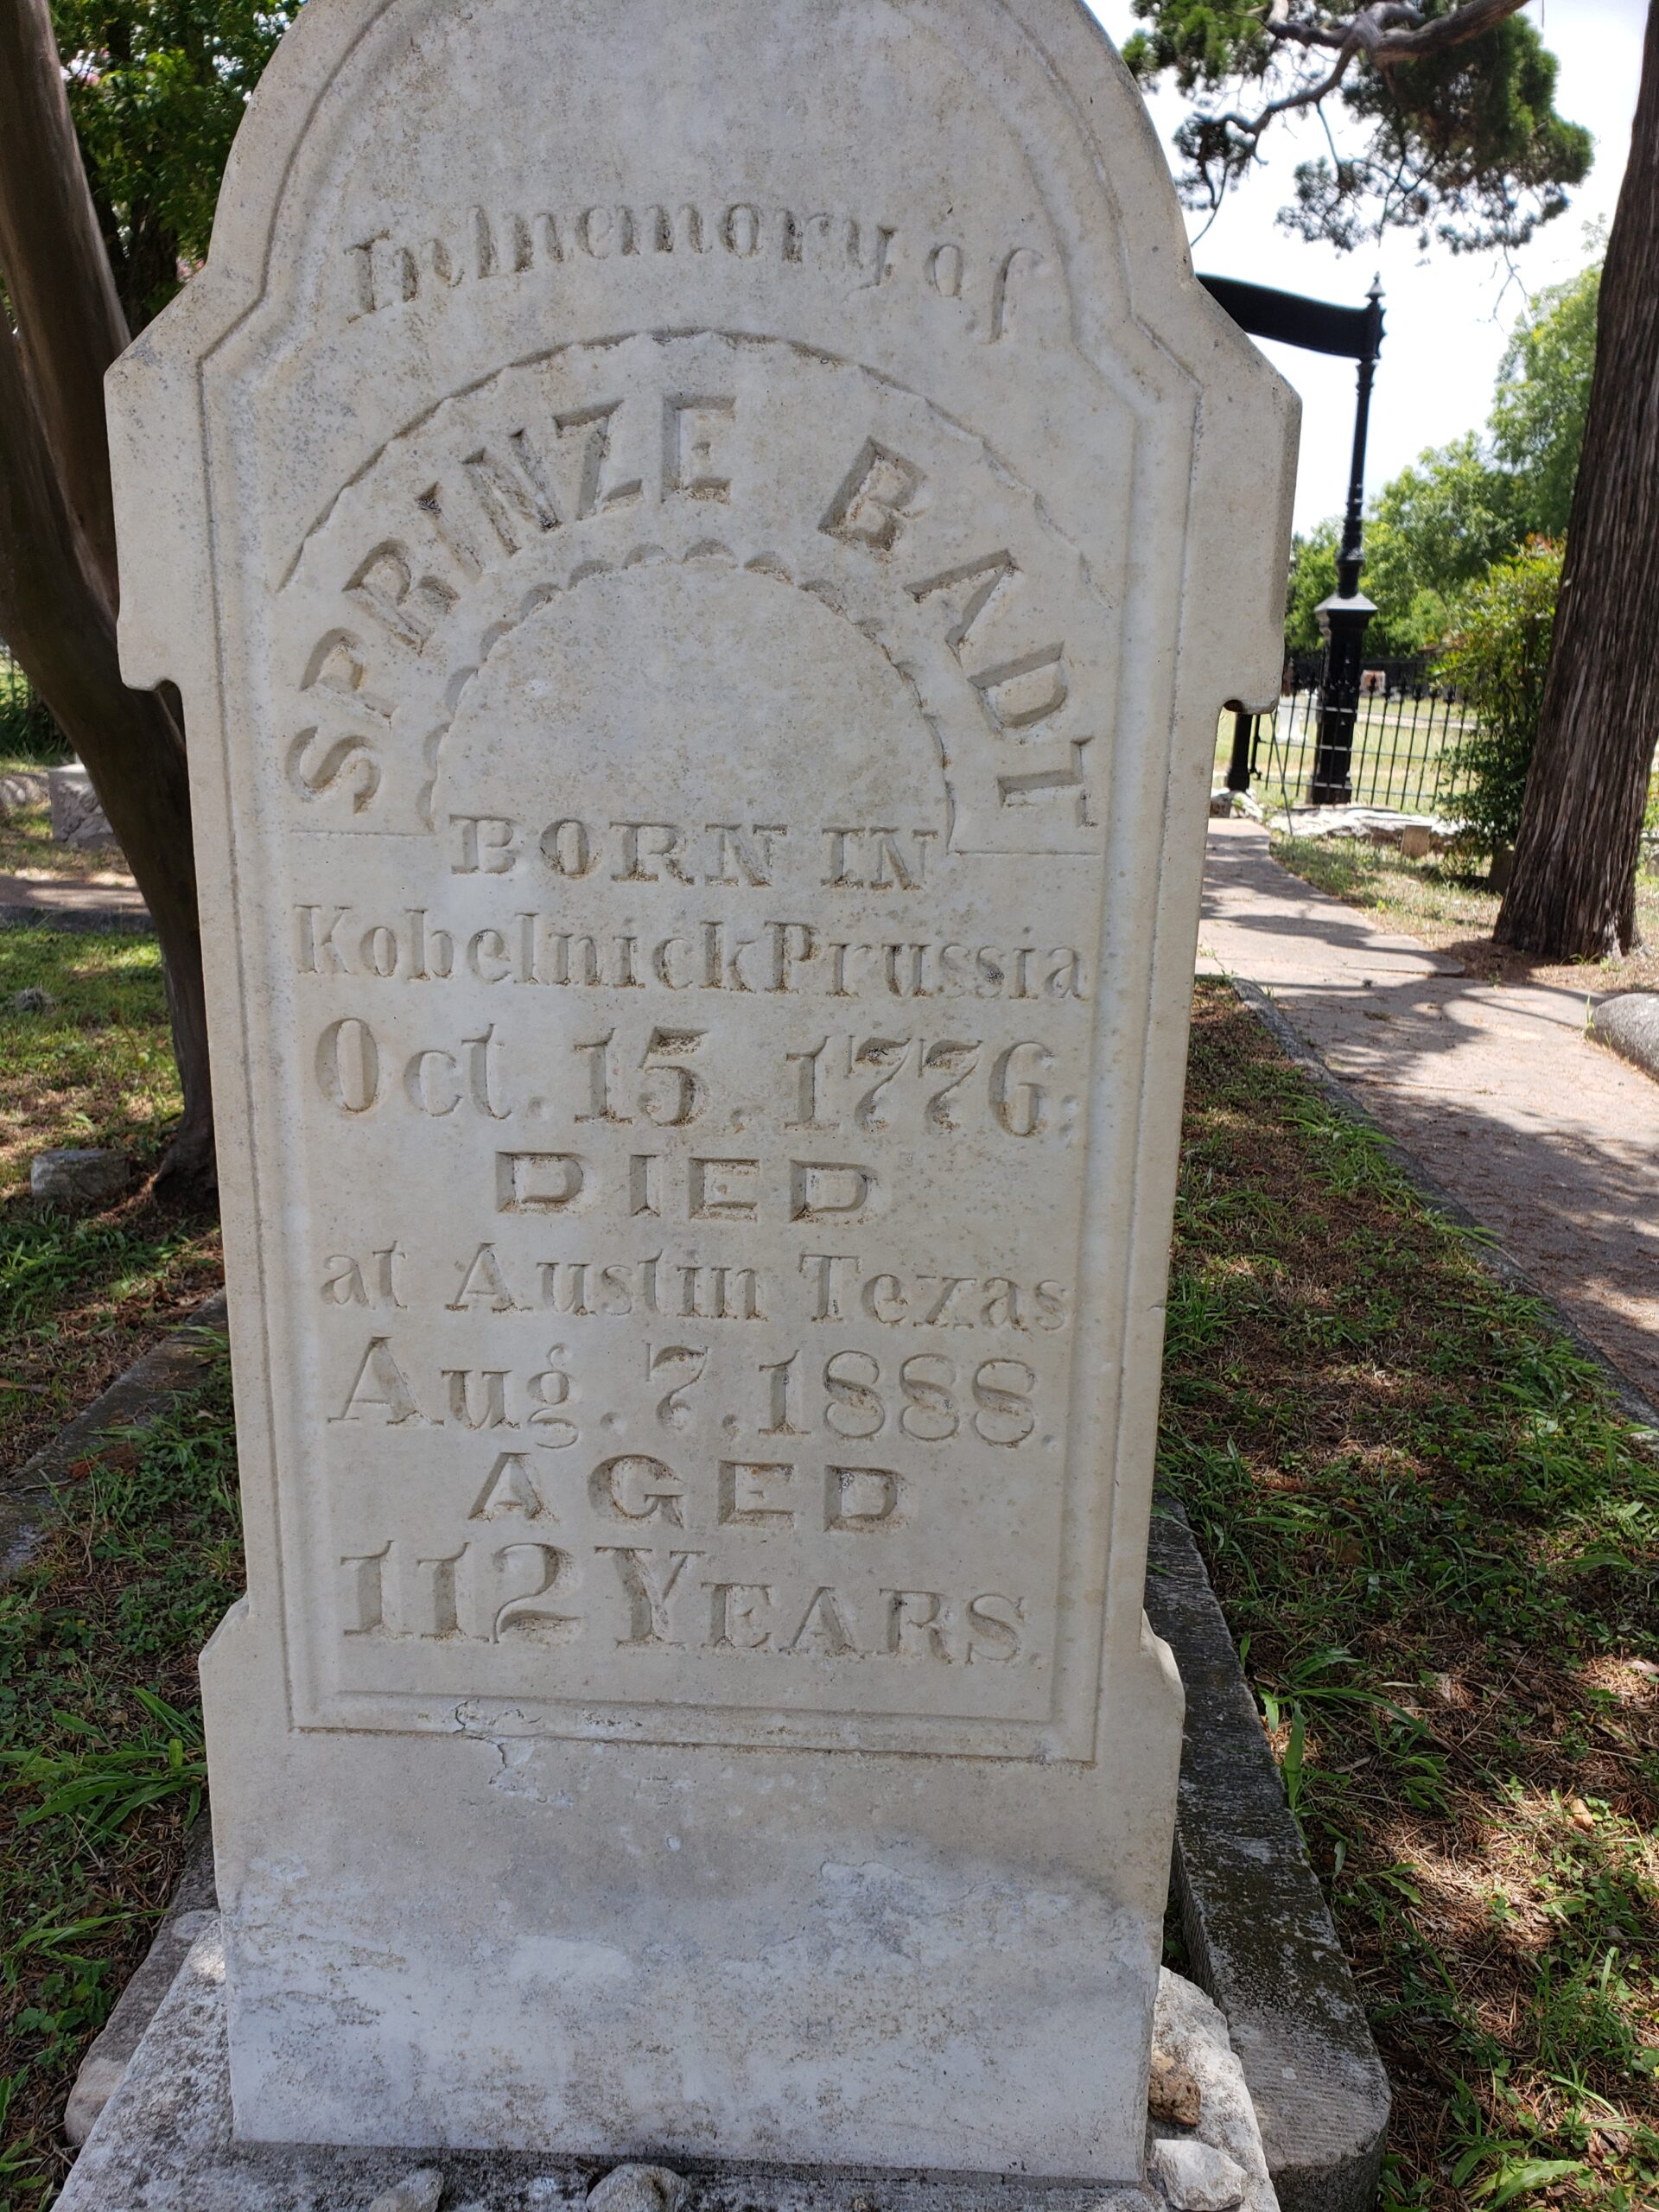 In memory of
SPRINZE BADT
BORN IN
Kobelnick Prussia
Oct. 15. 1776:
DIED
at Austin Texas
Aug. 7. 1888.
AGED
112 YEARS.